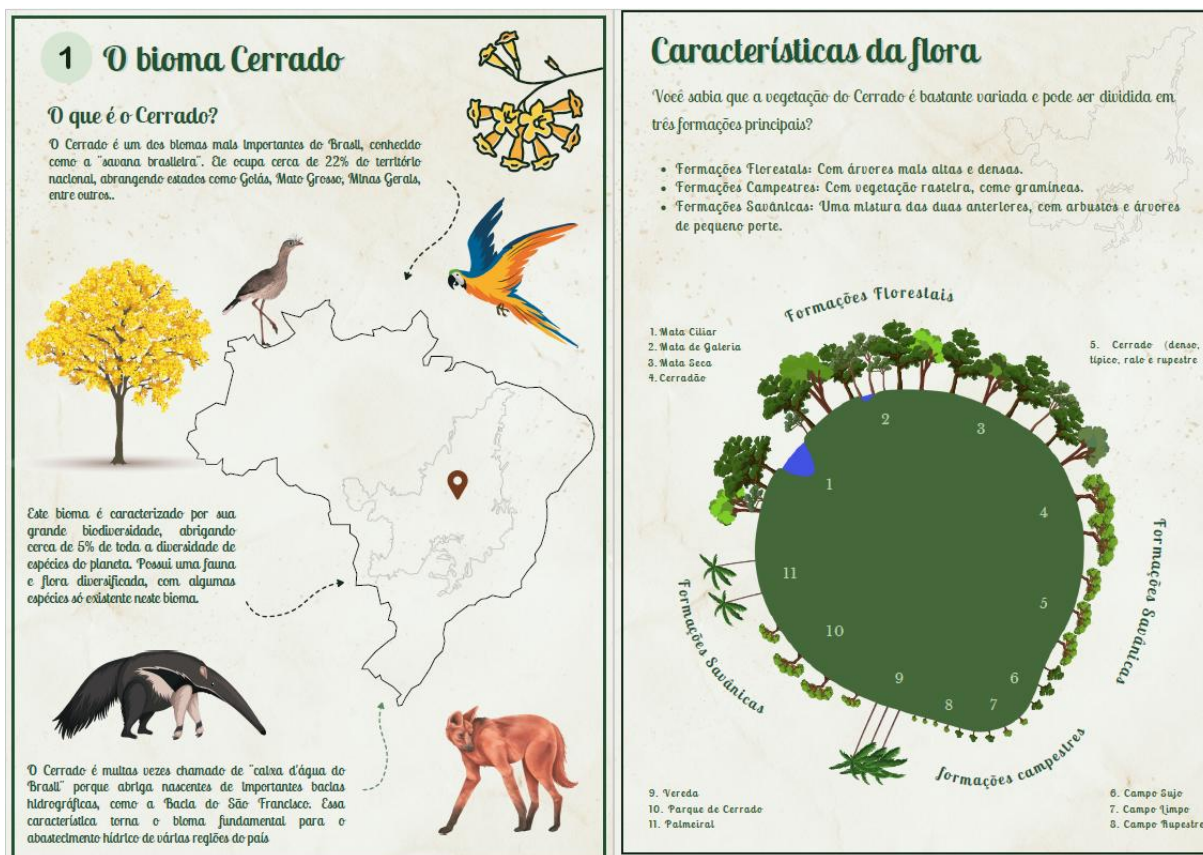 1 O bioma Cerrado
O que é o Cerrado?
O Cerrado é um dos biomas mais importantes do Brasil, conhecido
como a "savana brasileira". Ele ocupa cerca de 22% do território
nacional, abrangendo estados como Goiás, Mato Grosso, Minas Gerais,
entre outros..
Este bioma é caracterizado por sua
grande biodiversidade, abrigando
cerca de 5% de toda a diversidade de
espécies do planeta. Possui uma fauna
e flora diversificada, com algumas
espécies só existente neste bioma.
O Cerrado é muitas vezes chamado de "caixa d'água do
Brasil" porque abriga nascentes de importantes bacias
hidrográficas, como a Bacia do São Francisco. Essa
característica torna o bioma fundamental para o
abastecimento hídrico de várias regiões do país
Características da flora
Você sabia que a vegetação do Cerrado é bastante variada e pode ser dividida em
três formações principais?
• Formações Florestais: Com árvores mais altas e densas.
• Formações Campestres: Com vegetação rasteira, como gramíneas.
• Formações Savânicas: Uma mistura das duas anteriores, com arbustos e árvores
de pequeno porte.
Formações Florestais
1. Mata Ciliar
2. Mata de Galeria
3. Mata Seca
4. Cerradão
5. Cerrado (denso,
típico, ralo e rupestre
2
3
1
4
11
5
10
6
9
8
7
Formações Savânicas
Formações Savânicas
formações campestres
9. Vereda
10. Parque de Cerrado
11. Palmeiral
6. Campo Sujo
7. Campo Limpo
8. Campo Rupestre